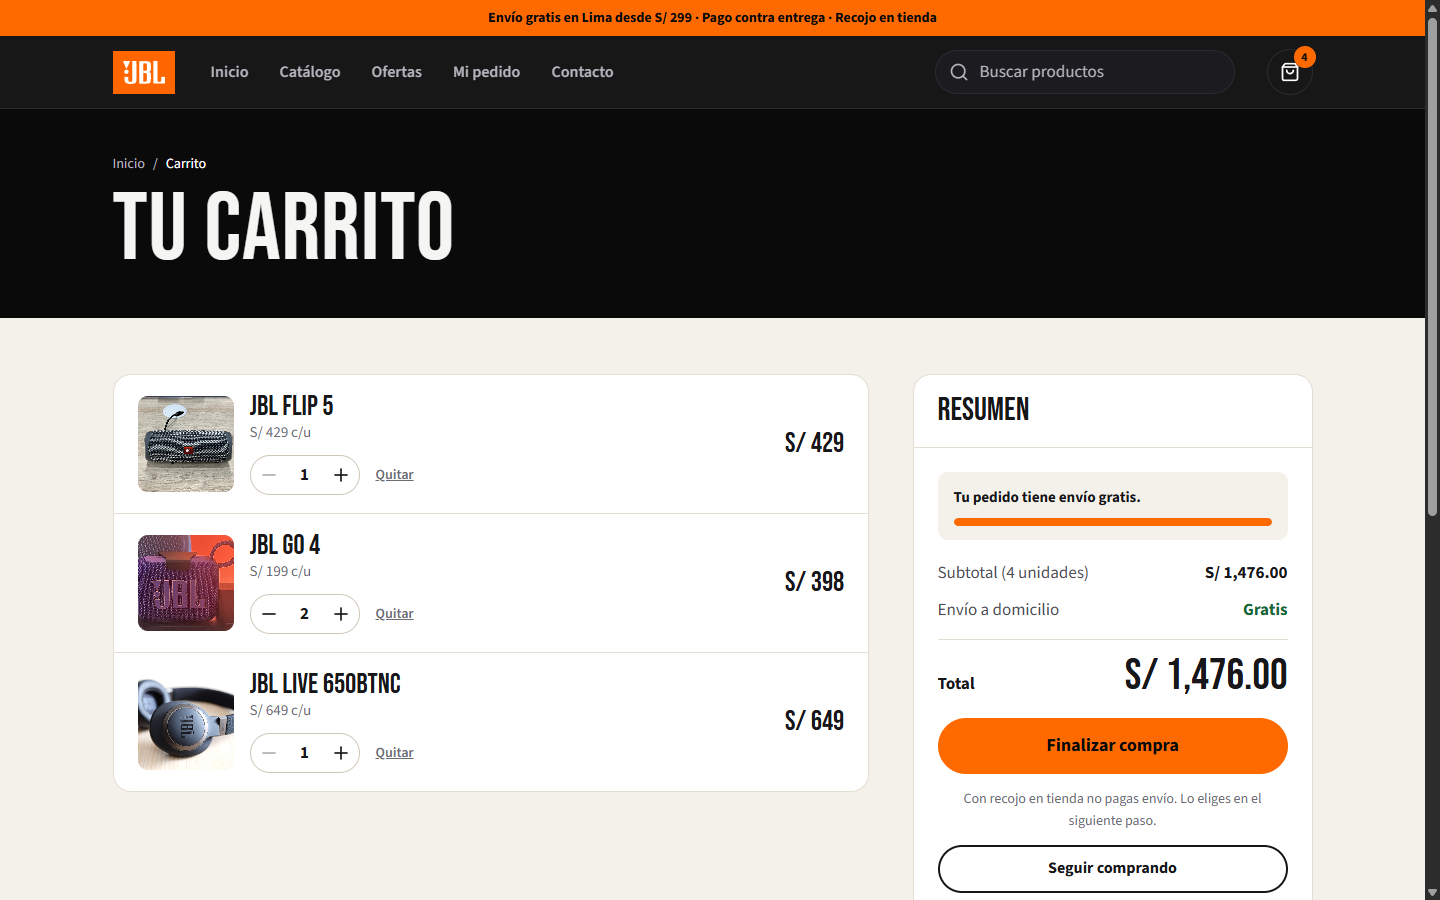 Envío gratis en Lima desde S/ 299 · Pago contra entrega · Recojo en tienda
JBL
Inicio
Catálogo
Ofertas
Mi pedido
Contacto
Buscar productos
4
Inicio / Carrito
TU CARRITO
JBL FLIP 5
S/ 429 c/u
1
Quitar
S/ 429
JBL
JBL GO 4
S/ 199 c/u
2
Quitar
S/ 398
JBL
JBL LIVE 650BTNC
S/ 649 c/u
1
Quitar
S/ 649
RESUMEN
Tu pedido tiene envío gratis.
Subtotal (4 unidades)
S/ 1,476.00
Envío a domicilio
Gratis
Total
S/ 1,476.00
Finalizar compra
Con recojo en tienda no pagas envío. Lo eliges en el
siguiente paso.
Seguir comprando